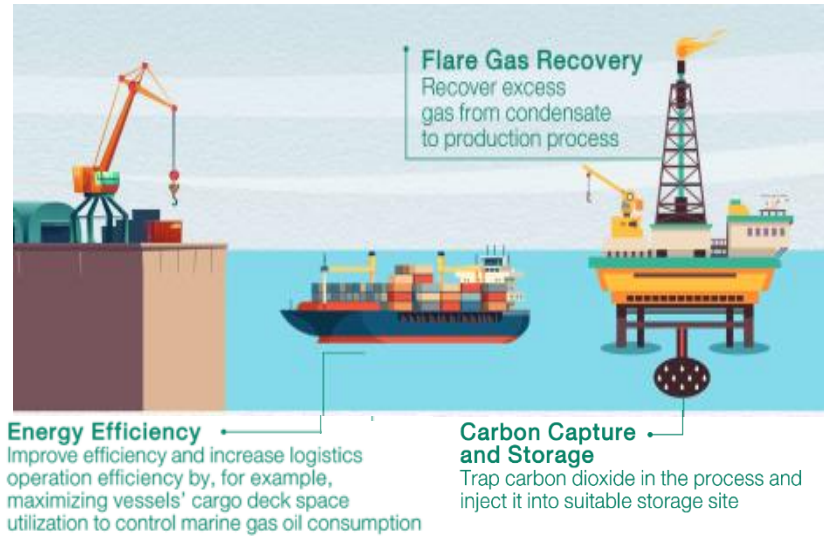 Flare Gas Recovery
Recover excess
gas from condensate
to production process
Energy Efficiency
Improve efficiency and increase logistics
operation efficiency by, for example,
maximizing vessels’ cargo deck space
utilization to control marine gas oil consumption
Carbon Capture
and Storage
Trap carbon dioxide in the process and
inject it into suitable storage site